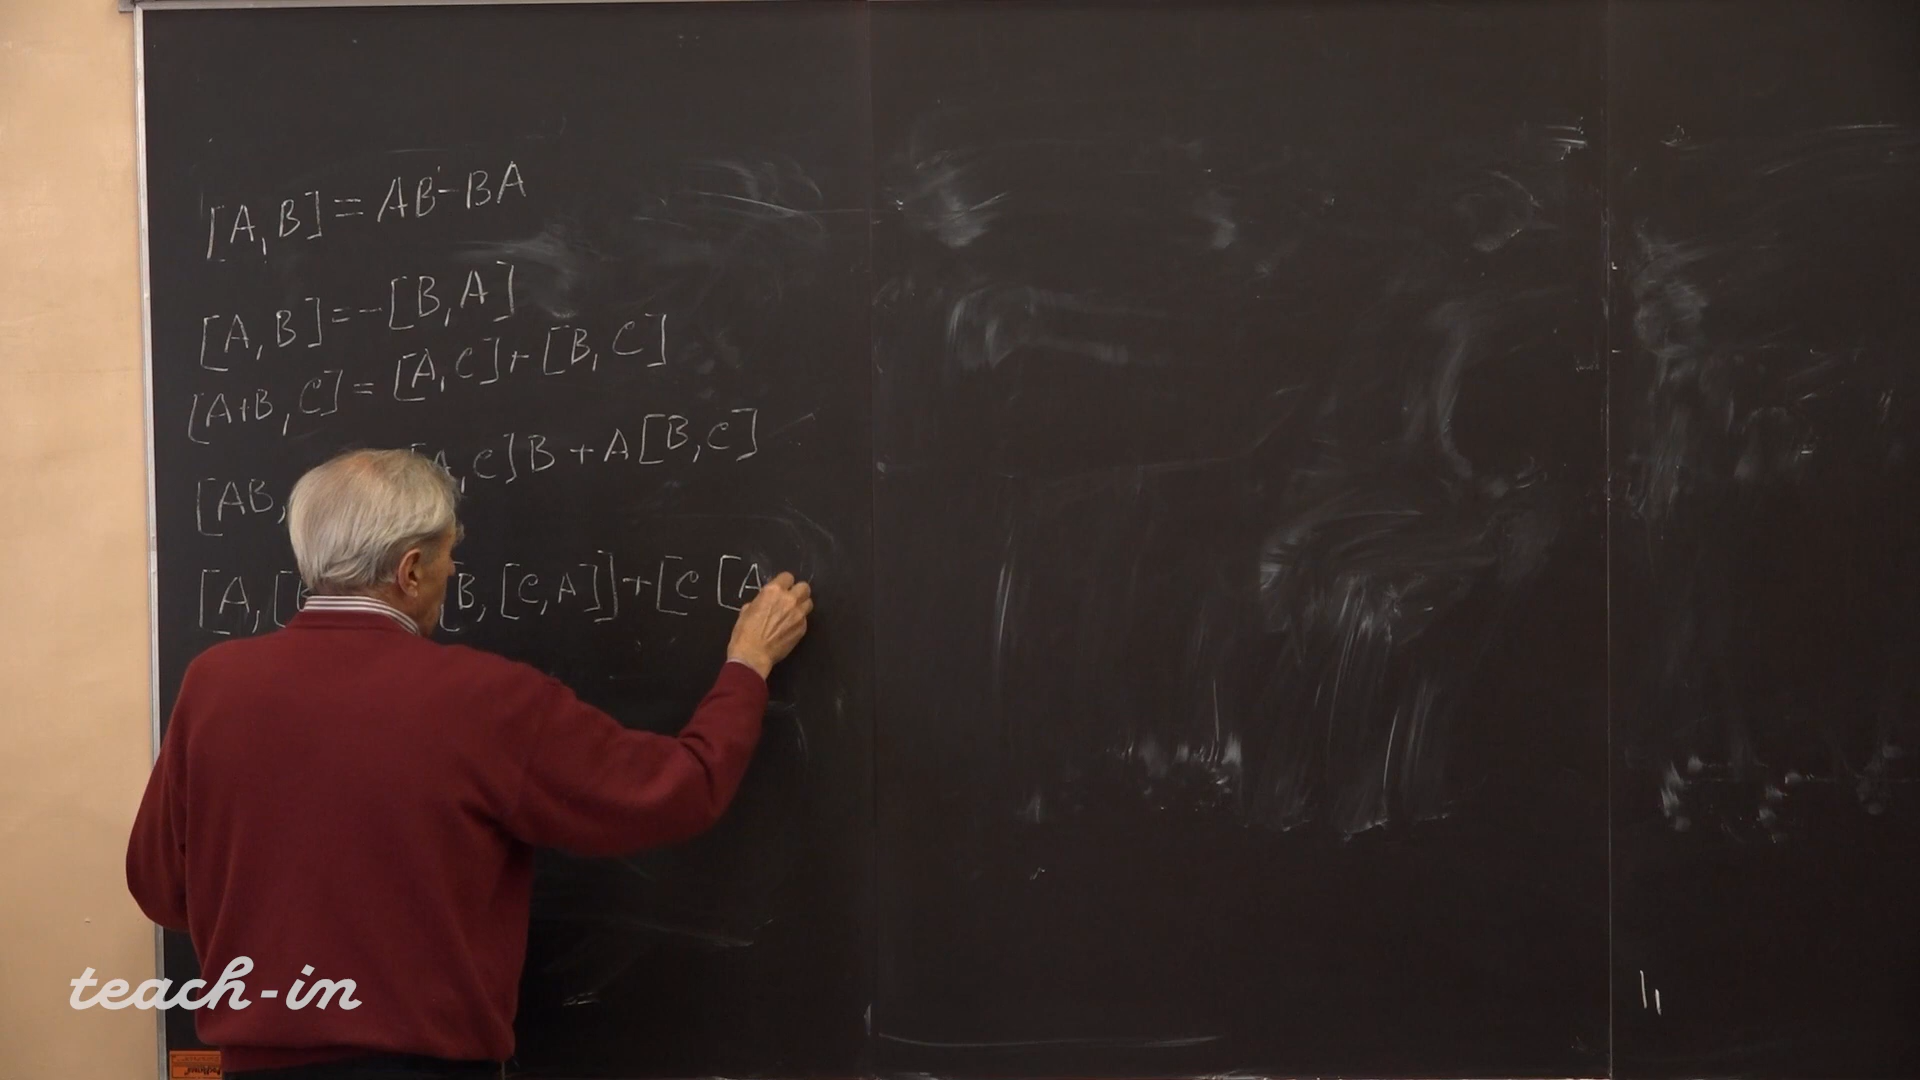 [A,B]=AB-BA
[A,B]=-[B,A]
[A+B,C]=[A,C]+[B,C]
[AB, A,C]B+A[B,C]
[A,[ B,[C,A]]+[C [A
teach-in